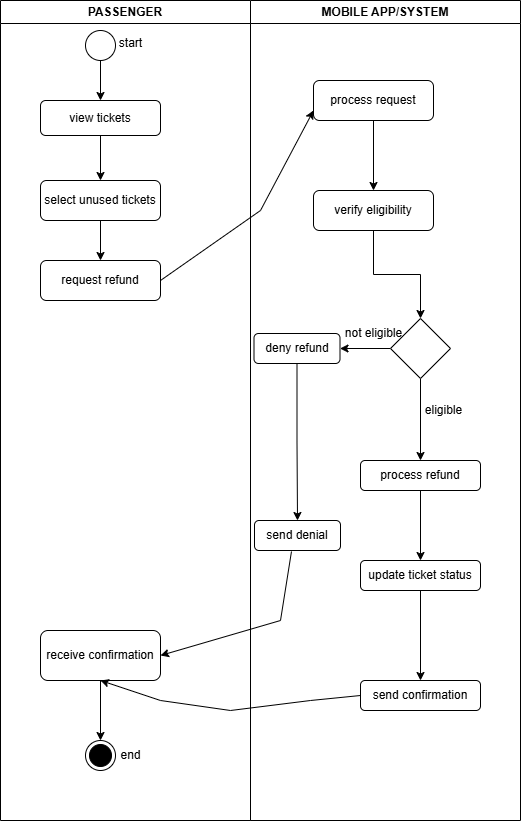 PASSENGER
MOBILE APP/SYSTEM
start
view tickets
select unused tickets
request refund
process request
verify eligibility
not eligible
deny refund
eligible
process refund
send denial
update ticket status
receive confirmation
send confirmation
end